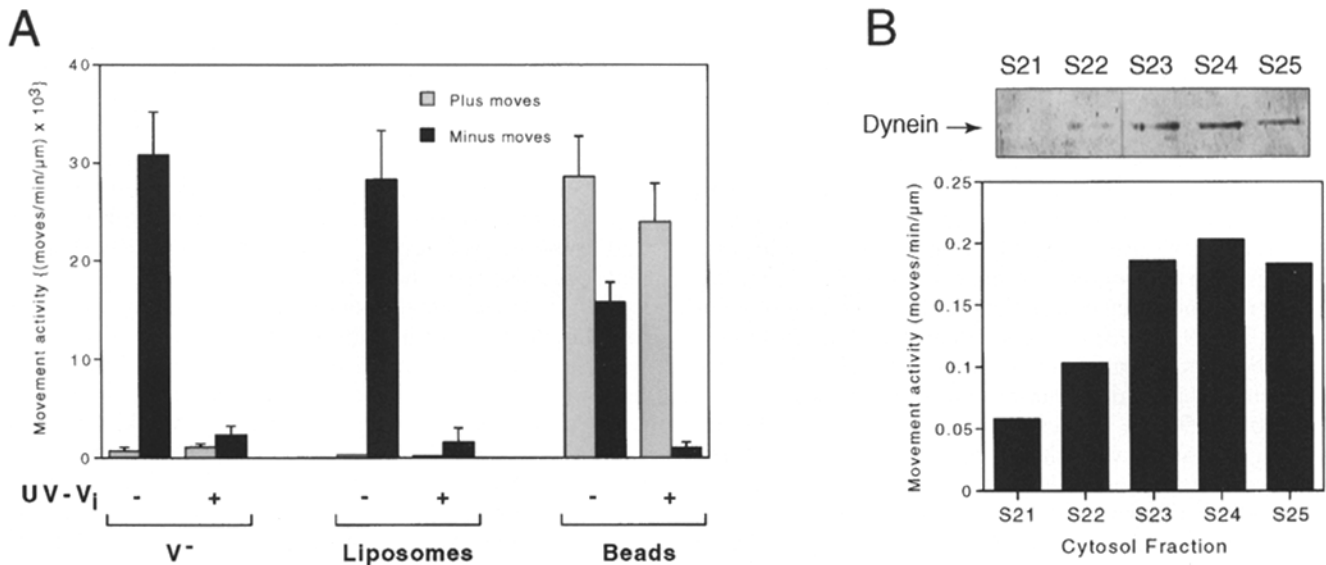 A
Movement activity {(moves/min/µm) x 10³
40
30
20
10
0
Plus moves
Minus moves
UV-Vi - + - + - +
V⁻ Liposomes Beads
B
S21 S22 S23 S24 S25
Dynein →
Movement activity (moves/min/µm)
0.25
0.2
0.15
0.1
0.05
0
S21 S22 S23 S24 S25
Cytosol Fraction